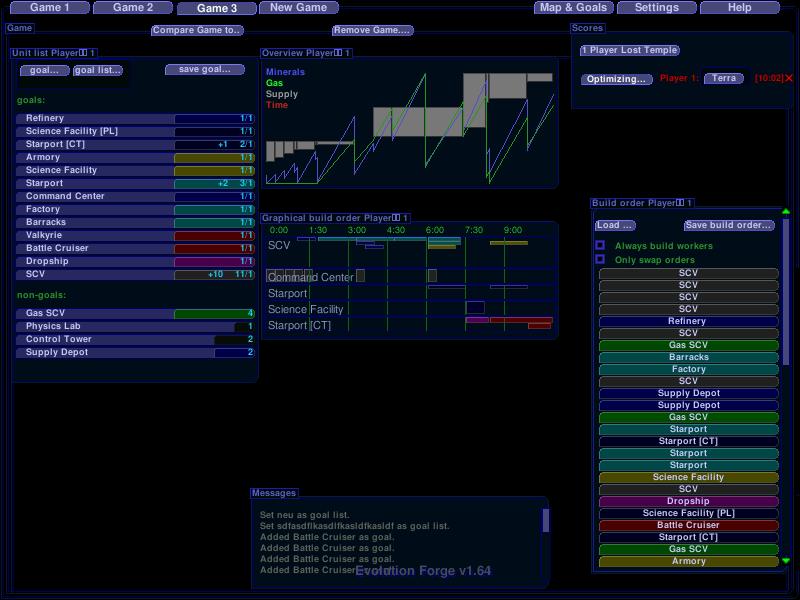 Game 1 Game 2 Game 3 New Game Map & Goals Settings Help
Game Compare Game to.. Remove Game.... Scores
Unit list Player 1
goal... goal list... save goal...
goals:
Refinery 1/1
Science Facility [PL] 1/1
Starport [CT] +1 2/1
Armory 1/1
Science Facility 1/1
Starport +2 3/1
Command Center 1/1
Factory 1/1
Barracks 1/1
Valkyrie 1/1
Battle Cruiser 1/1
Dropship 1/1
SCV +10 11/1
non-goals:
Gas SCV 4
Physics Lab 1
Control Tower 2
Supply Depot 2
Overview Player 1
Minerals
Gas
Supply
Time
Graphical build order Player 1
0:00 1:30 3:00 4:30 6:00 7:30 9:00
SCV
Command Center
Starport
Science Facility
Starport [CT]
Messages
Set neu as goal list.
Set sdfasdflkasdlfkasldfkasldf as goal list.
Added Battle Cruiser as goal.
Added Battle Cruiser as goal.
Added Battle Cruiser as goal.
Added Battle Cruiser as goal.
Evolution Forge v1.64
1 Player Lost Temple
Optimizing... Player 1: Terra [10:02]
Build order Player 1
Load ... Save build order...
Always build workers
Only swap orders
SCV
SCV
SCV
SCV
Refinery
SCV
Gas SCV
Barracks
Factory
SCV
Supply Depot
Supply Depot
Gas SCV
Starport
Starport [CT]
Starport
Starport
Science Facility
SCV
Dropship
Science Facility [PL]
Battle Cruiser
Starport [CT]
Gas SCV
Armory